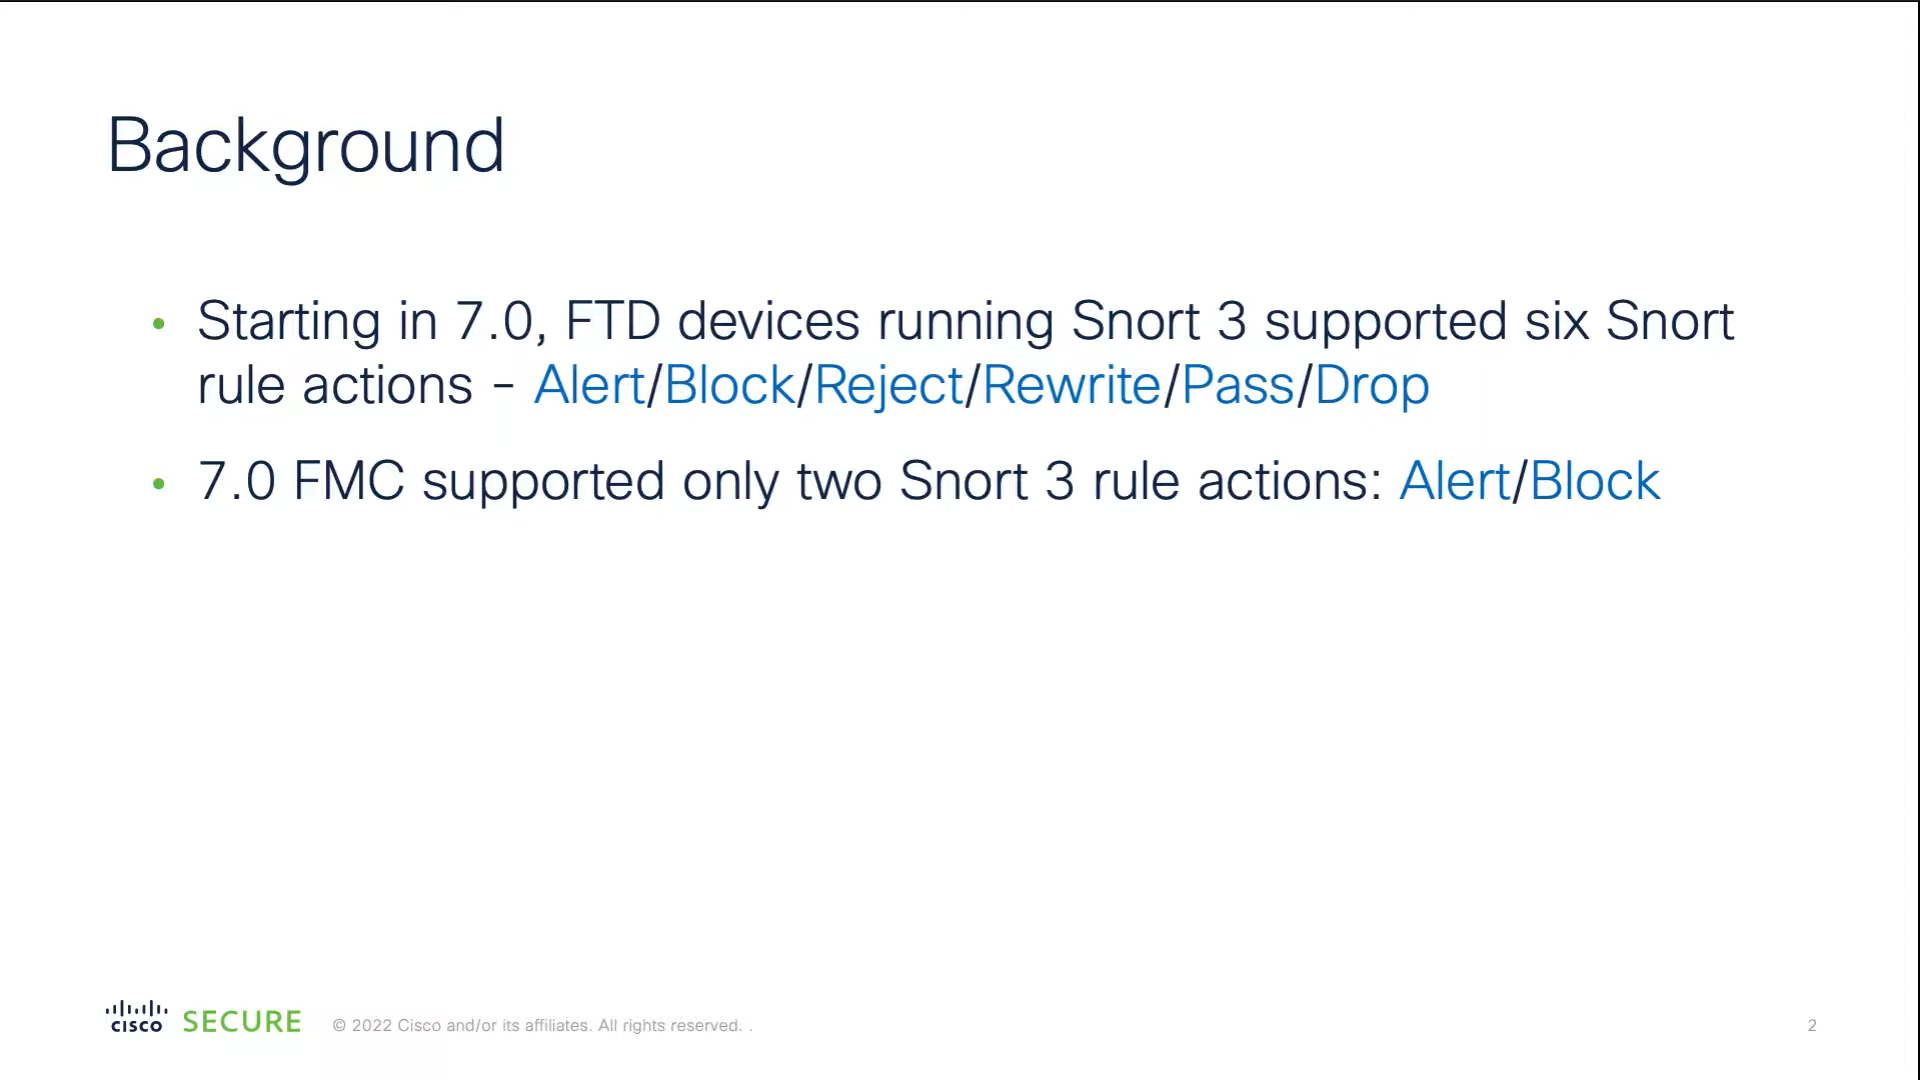 Background
• Starting in 7.0, FTD devices running Snort 3 supported six Snort
rule actions – Alert/Block/Reject/Rewrite/Pass/Drop
• 7.0 FMC supported only two Snort 3 rule actions: Alert/Block
CISCO SECURE © 2022 Cisco and/or its affiliates. All rights reserved. . 2